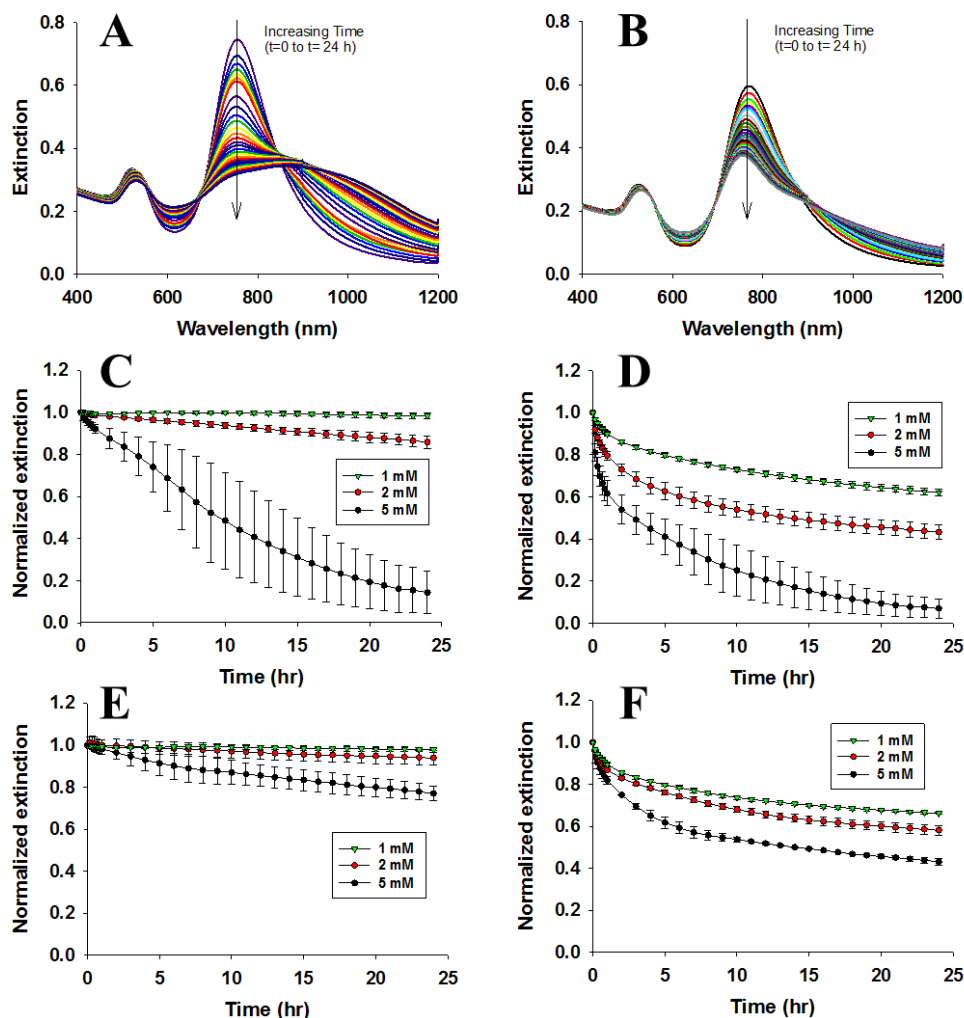 A
Increasing Time
(t=0 to t= 24 h)
Extinction
0.8
0.6
0.4
0.2
0.0
400 600 800 1000 1200
Wavelength (nm)
B
Increasing Time
(t=0 to t= 24 h)
Extinction
0.8
0.6
0.4
0.2
0.0
400 600 800 1000 1200
Wavelength (nm)
C
Normalized extinction
1.2
1.0
0.8
0.6
0.4
0.2
0.0
1 mM
2 mM
5 mM
0 5 10 15 20 25
Time (hr)
D
Normalized extinction
1.2
1.0
0.8
0.6
0.4
0.2
0.0
1 mM
2 mM
5 mM
0 5 10 15 20 25
Time (hr)
E
Normalized extinction
1.2
1.0
0.8
0.6
0.4
0.2
0.0
1 mM
2 mM
5 mM
0 5 10 15 20 25
Time (hr)
F
Normalized extinction
1.2
1.0
0.8
0.6
0.4
0.2
0.0
1 mM
2 mM
5 mM
0 5 10 15 20 25
Time (hr)